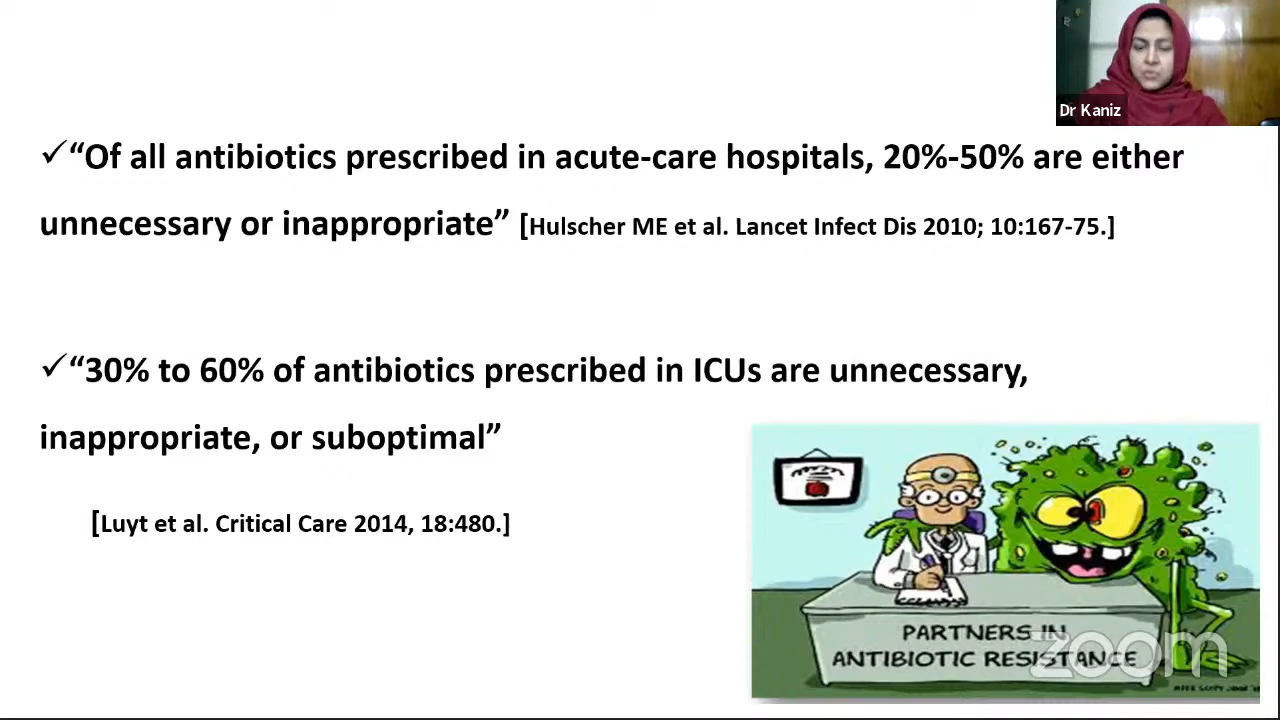 Dr Kaniz
✓“Of all antibiotics prescribed in acute-care hospitals, 20%-50% are either
unnecessary or inappropriate” [Hulscher ME et al. Lancet Infect Dis 2010; 10:167-75.]
✓“30% to 60% of antibiotics prescribed in ICUs are unnecessary,
inappropriate, or suboptimal”
[Luyt et al. Critical Care 2014, 18:480.]
PARTNERS IN
ANTIBIOTIC RESISTANCE
zoom